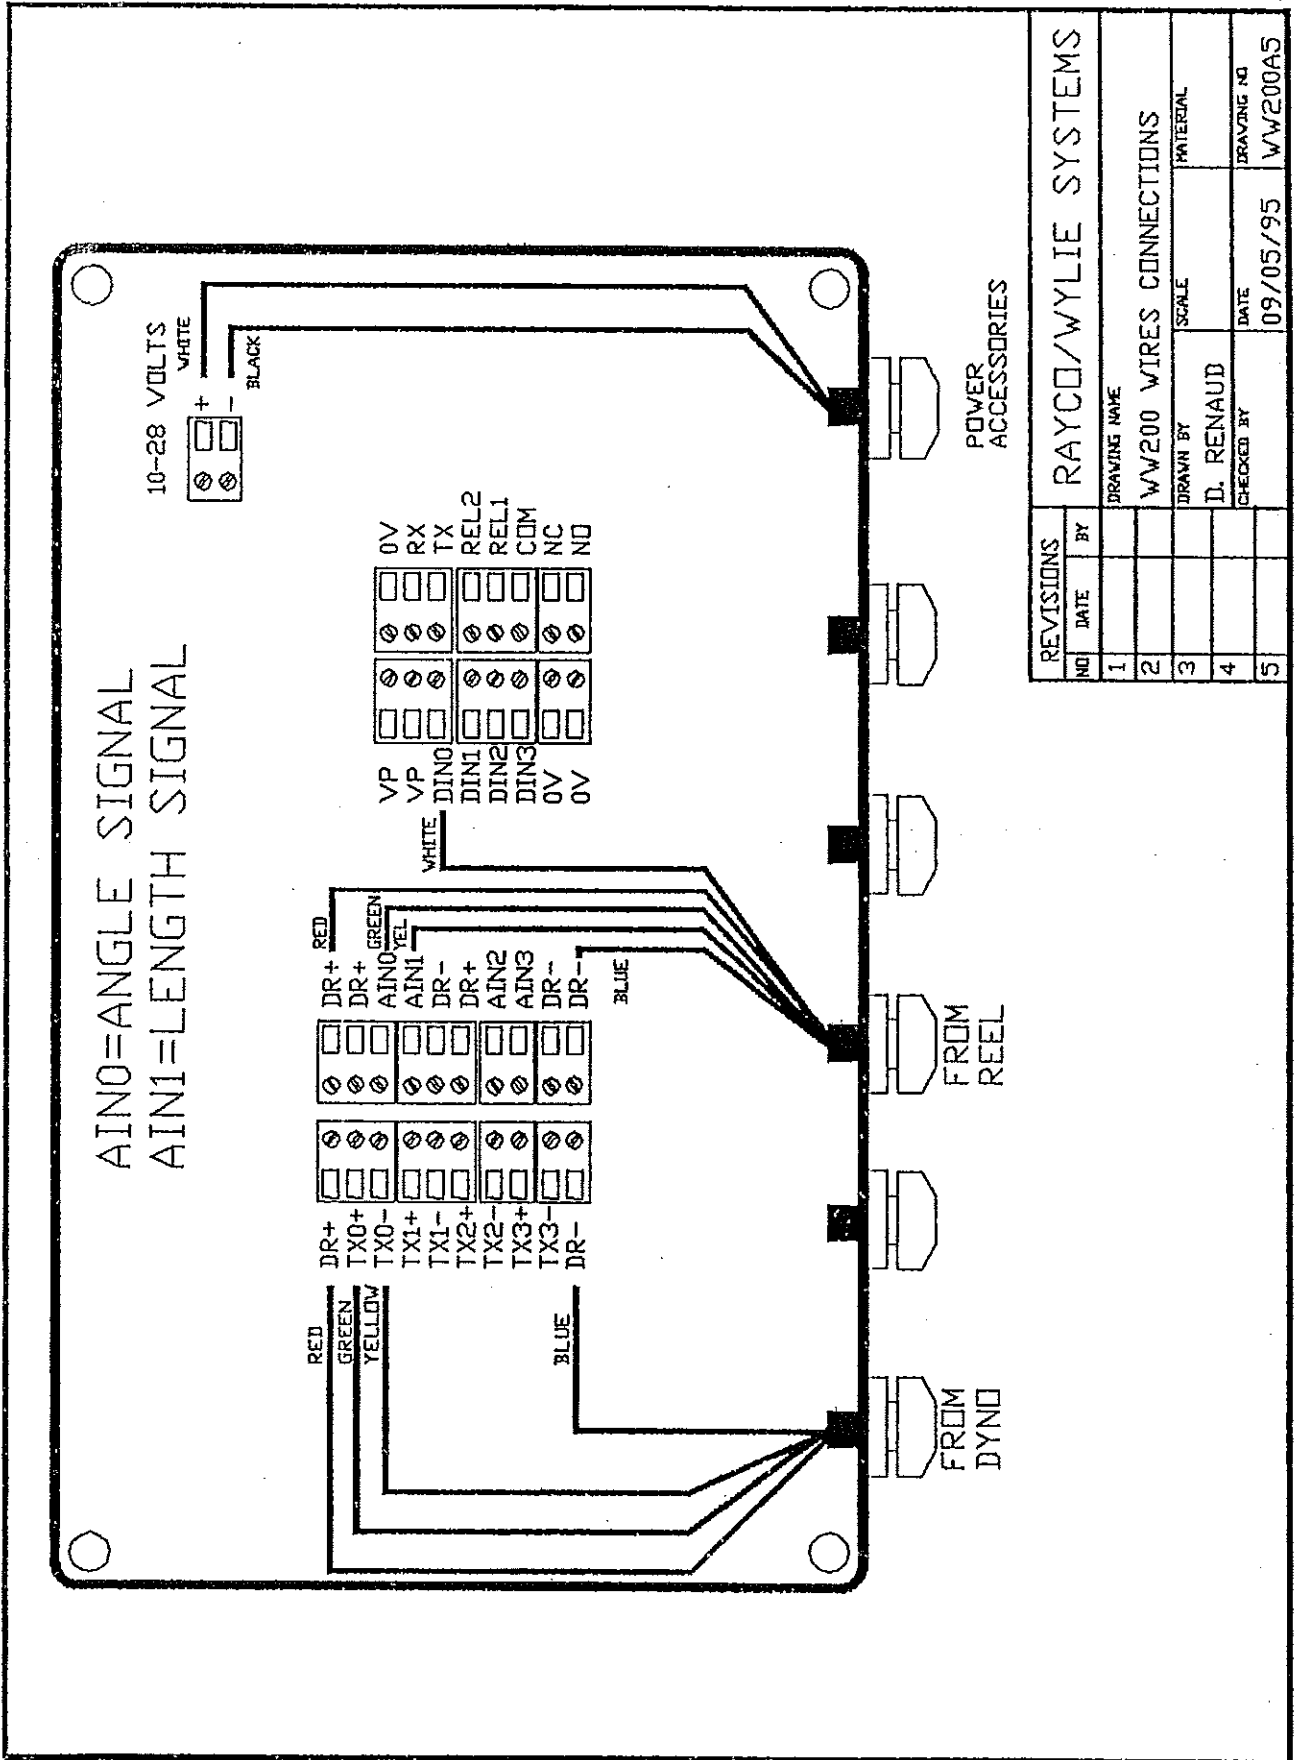 AIN0=ANGLE SIGNAL
AIN1=LENGTH SIGNAL
10-28 VOLTS
WHITE
+
-
BLACK
RED
GREEN
YELLOW
BLUE
DR+
TX0+
TX0-
TX1+
TX1-
TX2+
TX2-
TX3+
TX3-
DR-
RED
GREEN
YEL
BLUE
DR+
DR+
AIN0
AIN1
DR-
DR+
AIN2
AIN3
DR-
DR-
WHITE
VP
VP
DIN0
DIN1
DIN2
DIN3
0V
0V
0V
RX
TX
REL2
REL1
COM
NC
NO
FROM
DYNO
FROM
REEL
POWER
ACCESSORIES
REVISIONS
NO DATE BY
1
2
3
4
5
RAYCO/WYLIE SYSTEMS
DRAWING NAME
WW200 WIRES CONNECTIONS
DRAWN BY SCALE MATERIAL
D. RENAUD
CHECKED BY DATE DRAWING NO
09/05/95 WW200A5